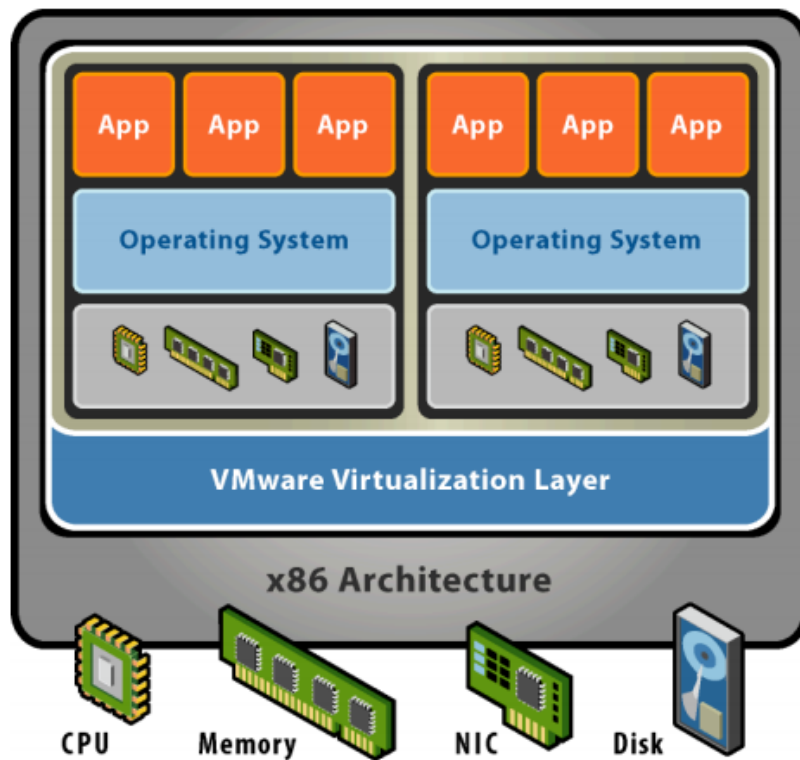 App App App App App App
Operating System Operating System
VMware Virtualization Layer
x86 Architecture
CPU Memory NIC Disk